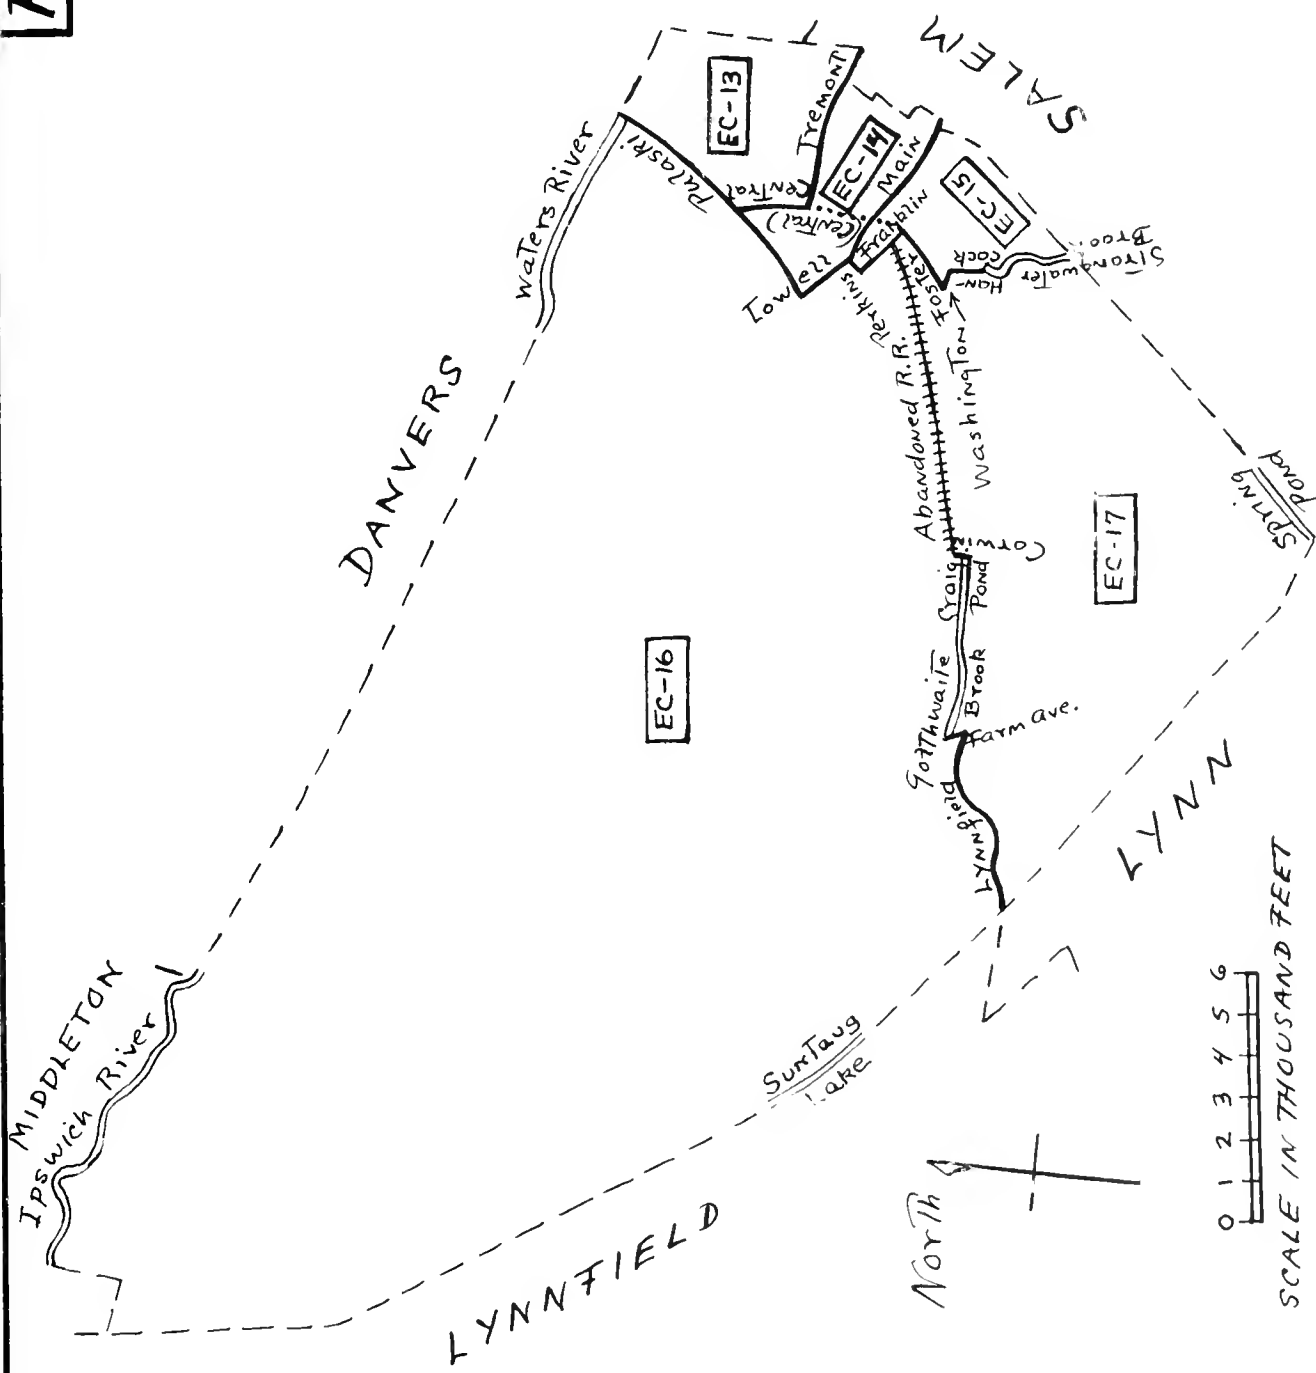 MIDDLETON
Ipswich River
DANVERS
Waters River
SALEM
Pulaski
EC-13
Tremont
Central
EC-14
(Central)
Main
Lowell
Perkins
Franklin
EC-15
Foster
Washington
Han-
cock
Strongwater
Brook
Abandoned R.R.
EC-16
EC-17
Corwin
Craig
Pond
Gotthwaite
Brook
Farm Ave.
LYNNfield
Spring
Pond
LYNN
Suntaug
Lake
LYNNFIELD
North
0 1 2 3 4 5 6
SCALE IN THOUSAND FEET